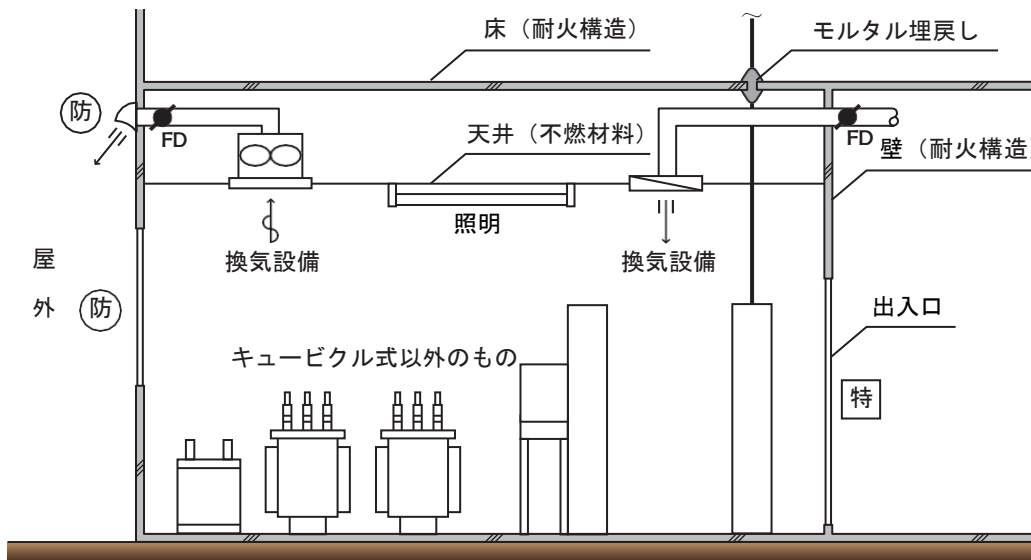 床（耐火構造）
モルタル埋戻し
防
FD
天井（不燃材料）
FD
壁（耐火構造）
照明
換気設備
換気設備
屋外
防
出入口
キュービクル式以外のもの
特